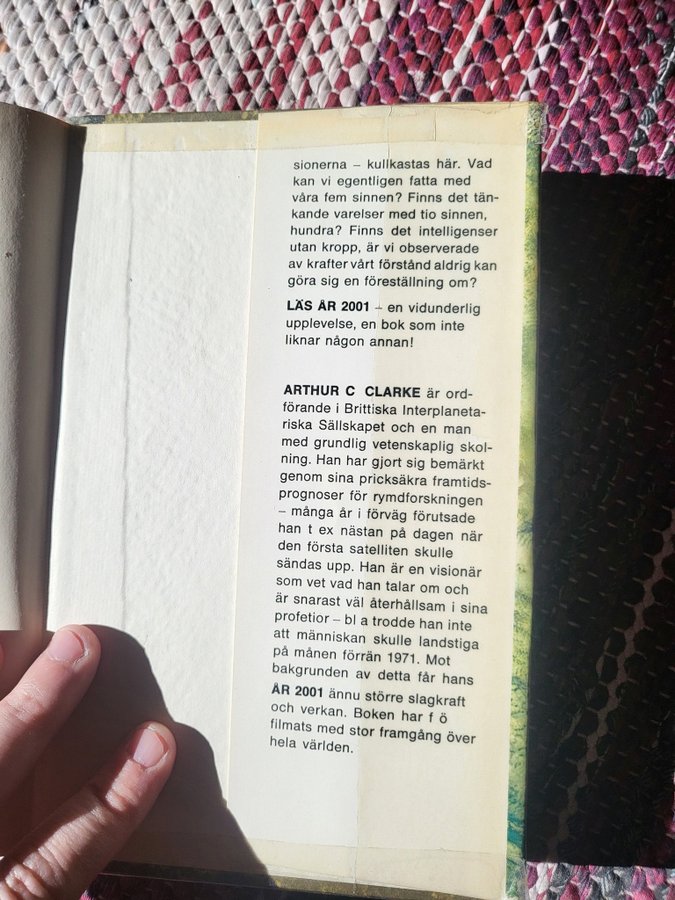 sionerna – kullkastas här. Vad
kan vi egentligen fatta med
våra fem sinnen? Finns det tän-
kande varelser med tio sinnen,
hundra? Finns det intelligenser
utan kropp, är vi observerade
av krafter vårt förstånd aldrig kan
göra sig en föreställning om?
LÄS ÅR 2001 – en vidunderlig
upplevelse, en bok som inte
liknar någon annan!
ARTHUR C CLARKE är ord-
förande i Brittiska Interplaneta-
riska Sällskapet och en man
med grundlig vetenskaplig skol-
ning. Han har gjort sig bemärkt
genom sina pricksäkra framtids-
prognoser för rymdforskningen
– många år i förväg förutsade
han t ex nästan på dagen när
den första satelliten skulle
sändas upp. Han är en visionär
som vet vad han talar om och
är snarast väl återhållsam i sina
profetior – bl a trodde han inte
att människan skulle landstiga
på månen förrän 1971. Mot
bakgrunden av detta får hans
ÅR 2001 ännu större slagkraft
och verkan. Boken har f ö
filmats med stor framgång över
hela världen.